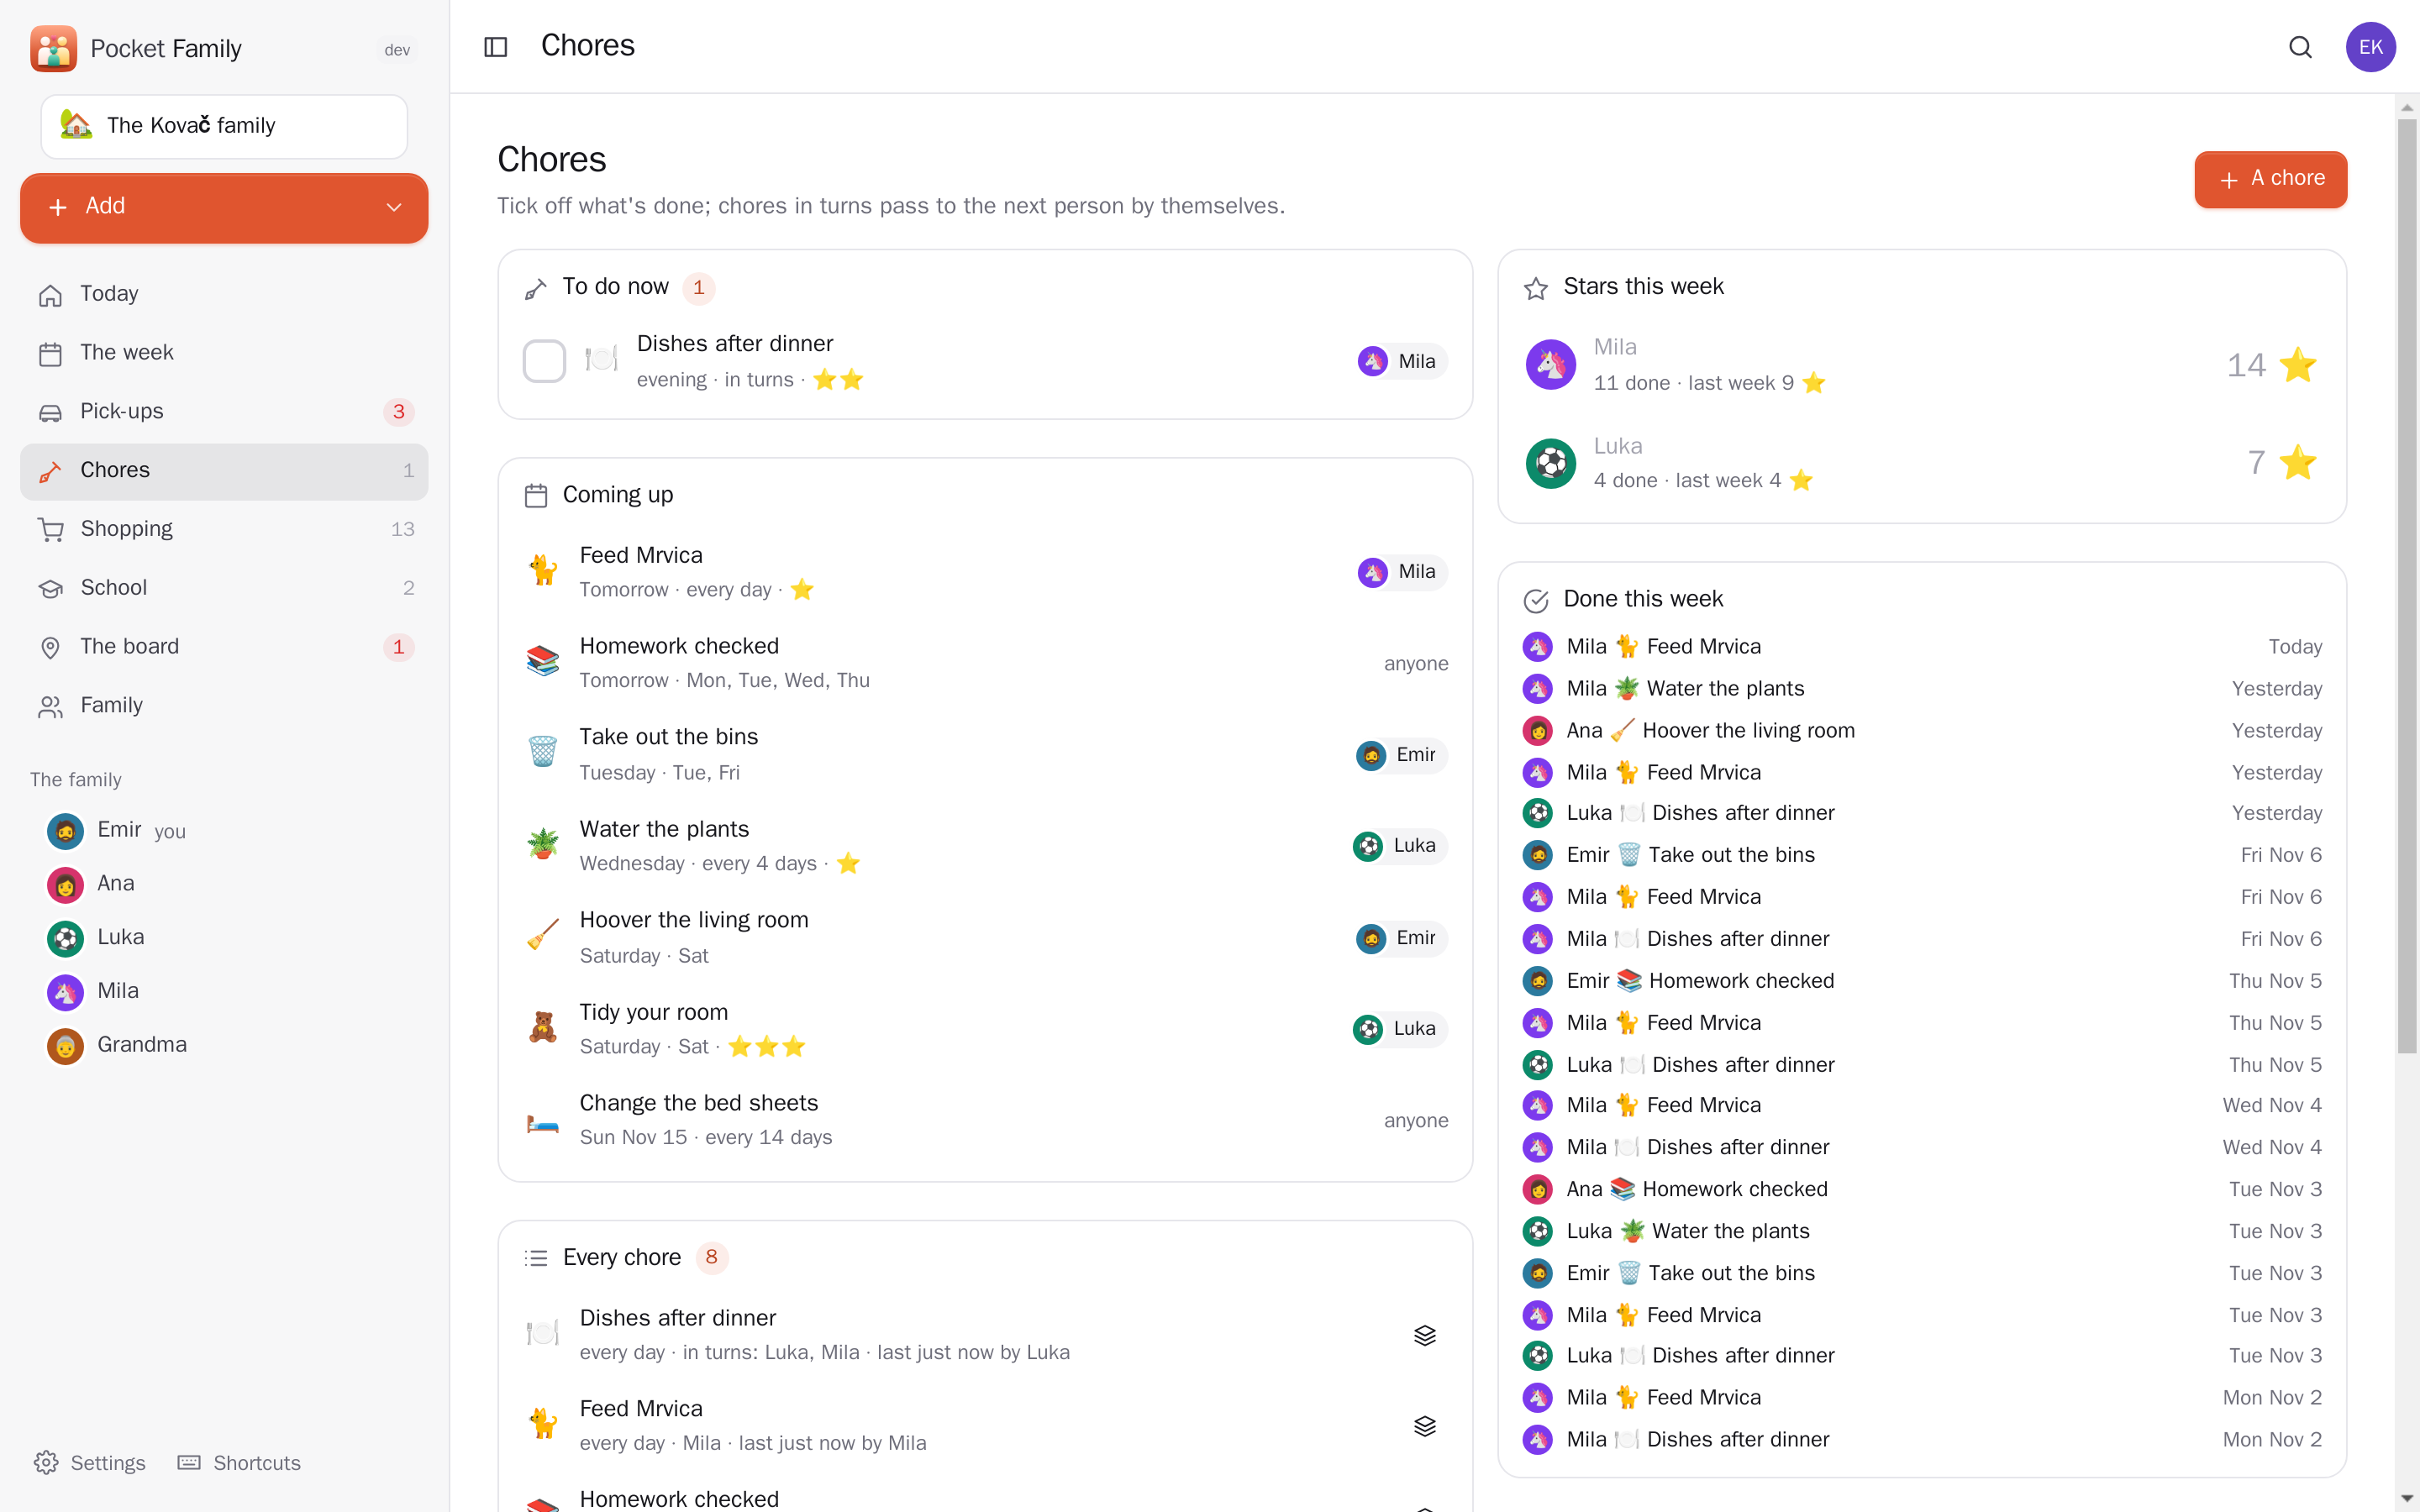 Pocket Family
dev
The Kovač family
Add
Today
The week
Pick-ups 3
Chores 1
Shopping 13
School 2
The board 1
Family
The family
Emir you
Ana
Luka
Mila
Grandma
Settings
Shortcuts
Chores
EK
Chores
Tick off what's done; chores in turns pass to the next person by themselves.
A chore
To do now 1
Dishes after dinner
evening · in turns · ⭐⭐
Mila
Coming up
Feed Mrvica
Tomorrow · every day · ⭐
Mila
Homework checked
Tomorrow · Mon, Tue, Wed, Thu
anyone
Take out the bins
Tuesday · Tue, Fri
Emir
Water the plants
Wednesday · every 4 days · ⭐
Luka
Hoover the living room
Saturday · Sat
Emir
Tidy your room
Saturday · Sat · ⭐⭐⭐
Luka
Change the bed sheets
Sun Nov 15 · every 14 days
anyone
Every chore 8
Dishes after dinner
every day · in turns: Luka, Mila · last just now by Luka
Feed Mrvica
every day · Mila · last just now by Mila
Homework checked
Stars this week
Mila
11 done · last week 9 ⭐
14 ⭐
Luka
4 done · last week 4 ⭐
7 ⭐
Done this week
Mila 🐈 Feed Mrvica Today
Mila 🪴 Water the plants Yesterday
Ana 🧹 Hoover the living room Yesterday
Mila 🐈 Feed Mrvica Yesterday
Luka 🍽️ Dishes after dinner Yesterday
Emir 🗑️ Take out the bins Fri Nov 6
Mila 🐈 Feed Mrvica Fri Nov 6
Mila 🍽️ Dishes after dinner Fri Nov 6
Emir 📚 Homework checked Thu Nov 5
Mila 🐈 Feed Mrvica Thu Nov 5
Luka 🍽️ Dishes after dinner Thu Nov 5
Mila 🐈 Feed Mrvica Wed Nov 4
Mila 🍽️ Dishes after dinner Wed Nov 4
Ana 📚 Homework checked Tue Nov 3
Luka 🪴 Water the plants Tue Nov 3
Emir 🗑️ Take out the bins Tue Nov 3
Mila 🐈 Feed Mrvica Tue Nov 3
Luka 🍽️ Dishes after dinner Tue Nov 3
Mila 🐈 Feed Mrvica Mon Nov 2
Mila 🍽️ Dishes after dinner Mon Nov 2